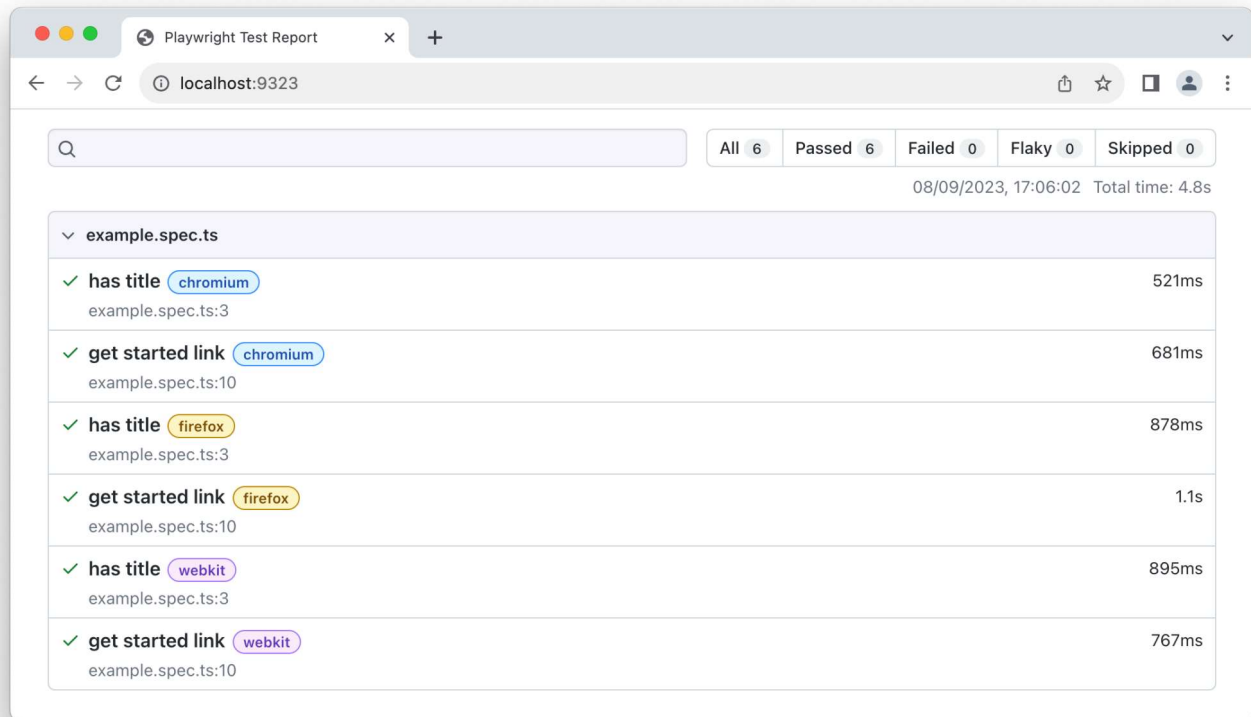 Playwright Test Report
localhost:9323
All 6 Passed 6 Failed 0 Flaky 0 Skipped 0
08/09/2023, 17:06:02 Total time: 4.8s
example.spec.ts
has title chromium 521ms
example.spec.ts:3
get started link chromium 681ms
example.spec.ts:10
has title firefox 878ms
example.spec.ts:3
get started link firefox 1.1s
example.spec.ts:10
has title webkit 895ms
example.spec.ts:3
get started link webkit 767ms
example.spec.ts:10